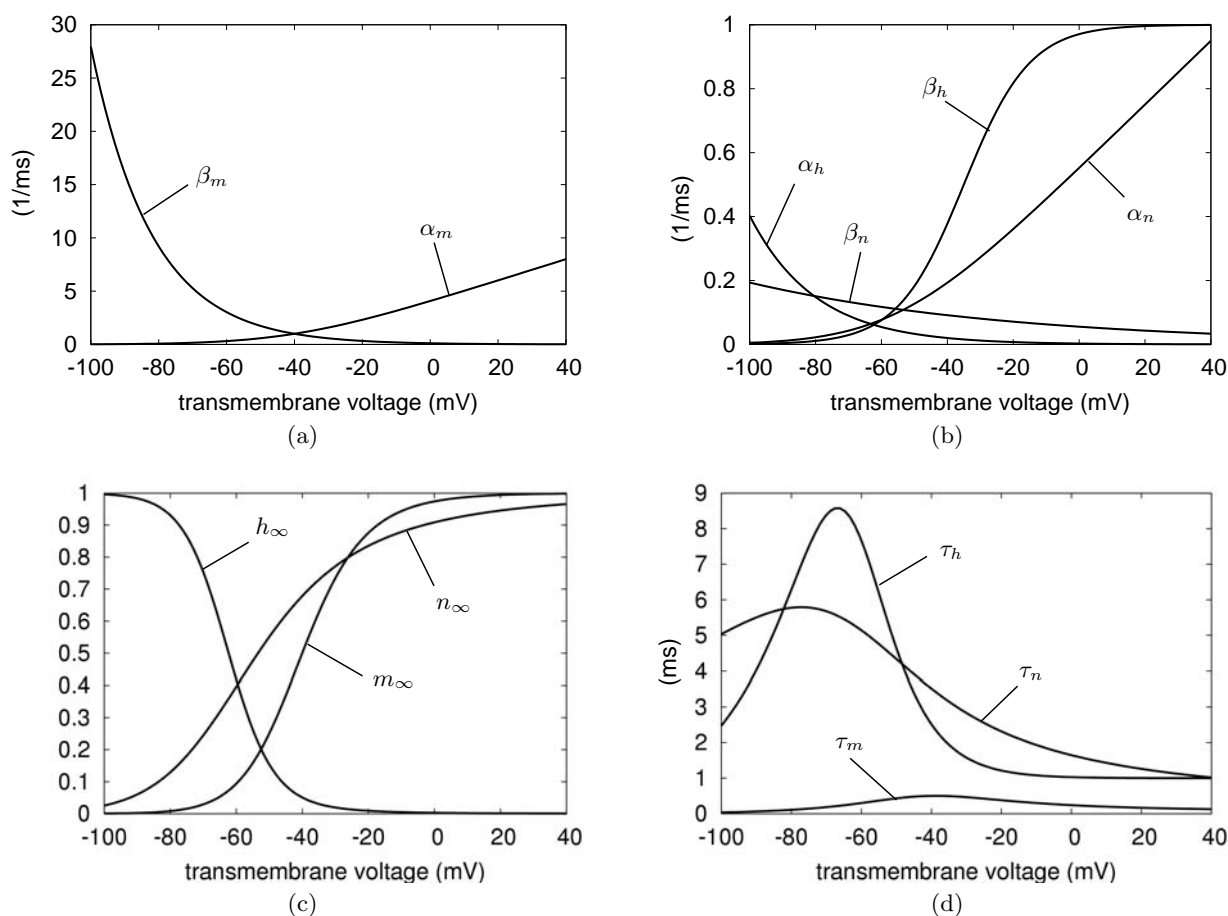 30
25
20
15
10
5
0
(1/ms)
β_m
α_m
-100 -80 -60 -40 -20 0 20 40
transmembrane voltage (mV)
(a)
1
0.8
0.6
0.4
0.2
0
(1/ms)
β_h
α_h
β_n
α_n
-100 -80 -60 -40 -20 0 20 40
transmembrane voltage (mV)
(b)
1
0.9
0.8
0.7
0.6
0.5
0.4
0.3
0.2
0.1
0
h_∞
n_∞
m_∞
-100 -80 -60 -40 -20 0 20 40
transmembrane voltage (mV)
(c)
9
8
7
6
5
4
3
2
1
0
(ms)
τ_h
τ_n
τ_m
-100 -80 -60 -40 -20 0 20 40
transmembrane voltage (mV)
(d)